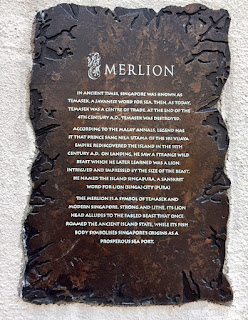 MERLION
IN ANCIENT TIMES, SINGAPORE WAS KNOWN AS
TEMASEK, A JAVANESE WORD FOR SEA. THEN, AS TODAY,
TEMASEK WAS A CENTRE OF TRADE. AT THE END OF THE
4TH CENTURY A.D., TEMASEK WAS DESTROYED.
ACCORDING TO THE MALAY ANNALS, LEGEND HAS
IT THAT PRINCE SANG NILA UTAMA OF THE SRI VIJAYA
EMPIRE REDISCOVERED THE ISLAND IN THE 11TH
CENTURY A.D. ON LANDING, HE SAW A STRANGE WILD
BEAST WHICH HE LATER LEARNED WAS A LION.
INTRIGUED AND IMPRESSED BY THE SIZE OF THE BEAST,
HE NAMED THE ISLAND SINGAPURA, A SANSKRIT
WORD FOR LION (SINGA) CITY (PURA)
THE MERLION IS A SYMBOL OF TEMASEK AND
MODERN SINGAPORE. STRONG AND LITHE, ITS LION
HEAD ALLUDES TO THE FABLED BEAST THAT ONCE
ROAMED THE ANCIENT ISLAND STATE, WHILE ITS FISH
BODY SYMBOLISES SINGAPORE'S ORIGINS AS A
PROSPEROUS SEA PORT.